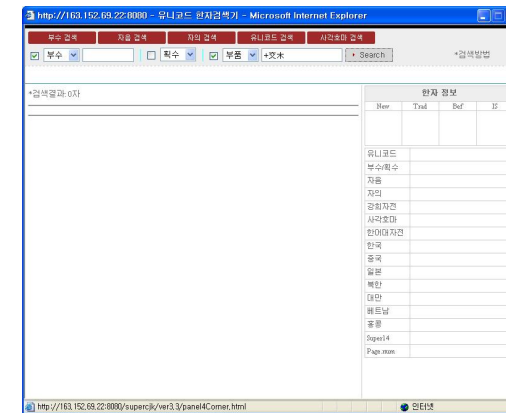 http://163.152.69.22:8080 - 유니코드 한자검색기 - Microsoft Internet Explorer
부수 검색 자음 검색 자의 검색 유니코드 검색 사각호마 검색
부수 획수 부품 +㶣木 Search *검색방법
*검색결과:0자
한자 정보
New Trad Bef IS
유니코드
부수/획수
자음
자의
강희자전
사각호마
한어대자전
한국
중국
일본
북한
대만
베트남
홍콩
Super14
http://163.152.69.22:8080/supercjk/ver3.3/panel4Corner.html 인터넷